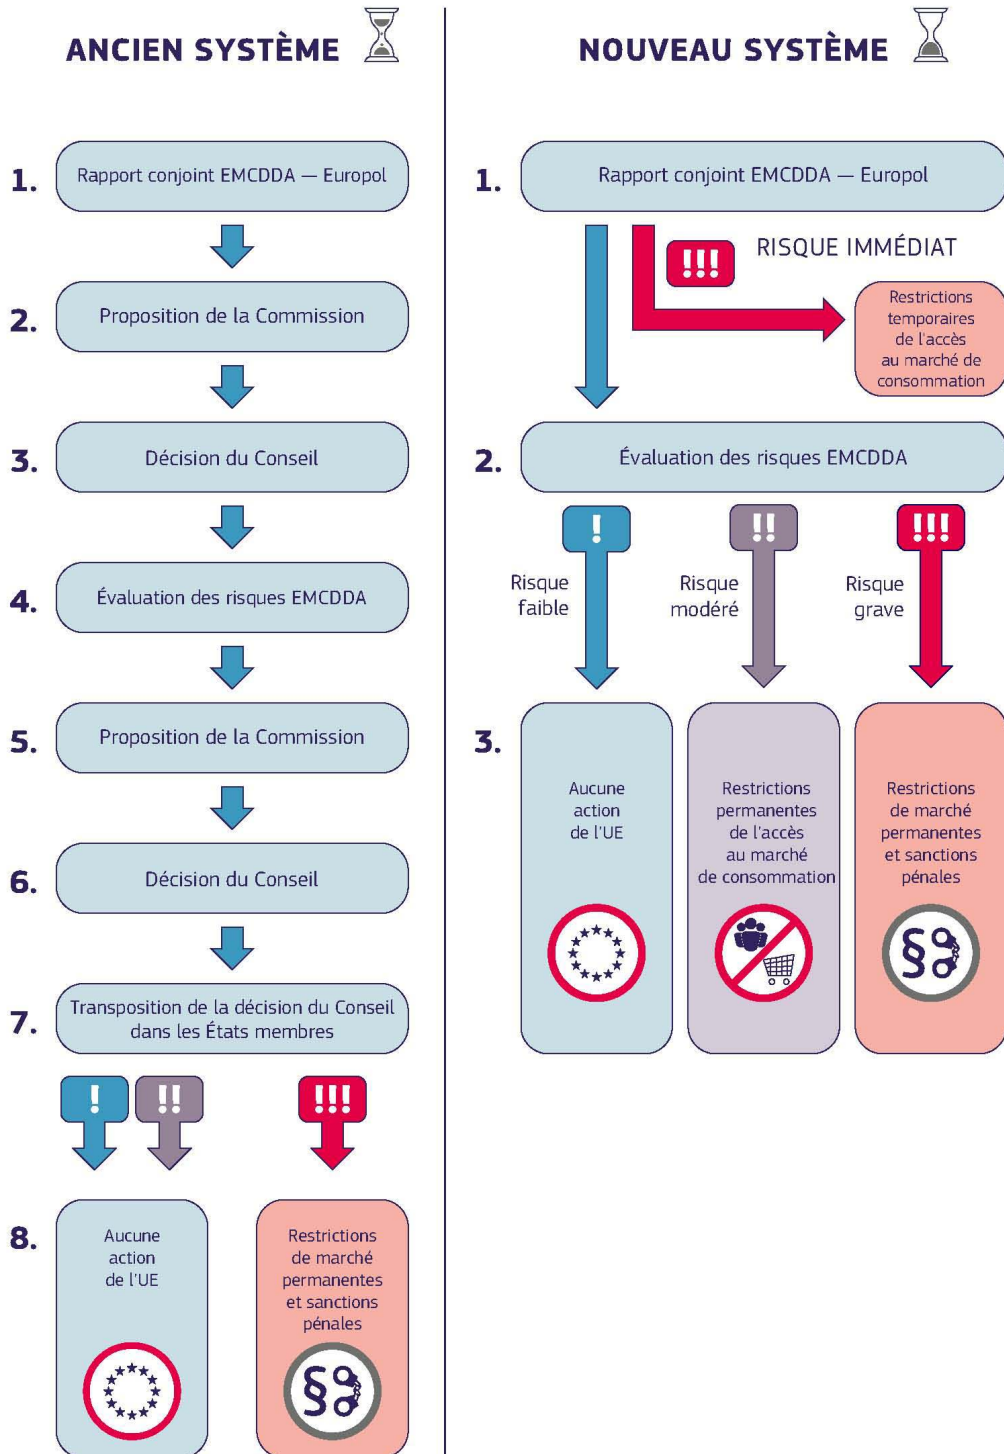 ANCIEN SYSTÈME
1.
Rapport conjoint EMCDDA — Europol
2.
Proposition de la Commission
3.
Décision du Conseil
4.
Évaluation des risques EMCDDA
5.
Proposition de la Commission
6.
Décision du Conseil
7.
Transposition de la décision du Conseil
dans les États membres
!
!!
!!!
8.
Aucune
action
de l'UE
Restrictions
de marché
permanentes
et sanctions
pénales
§
NOUVEAU SYSTÈME
1.
Rapport conjoint EMCDDA — Europol
!!!
RISQUE IMMÉDIAT
Restrictions
temporaires
de l'accès
au marché de
consommation
2.
Évaluation des risques EMCDDA
!
Risque
faible
!!
Risque
modéré
!!!
Risque
grave
3.
Aucune
action
de l'UE
Restrictions
permanentes
de l'accès
au marché
de consommation
Restrictions
de marché
permanentes
et sanctions
pénales
§